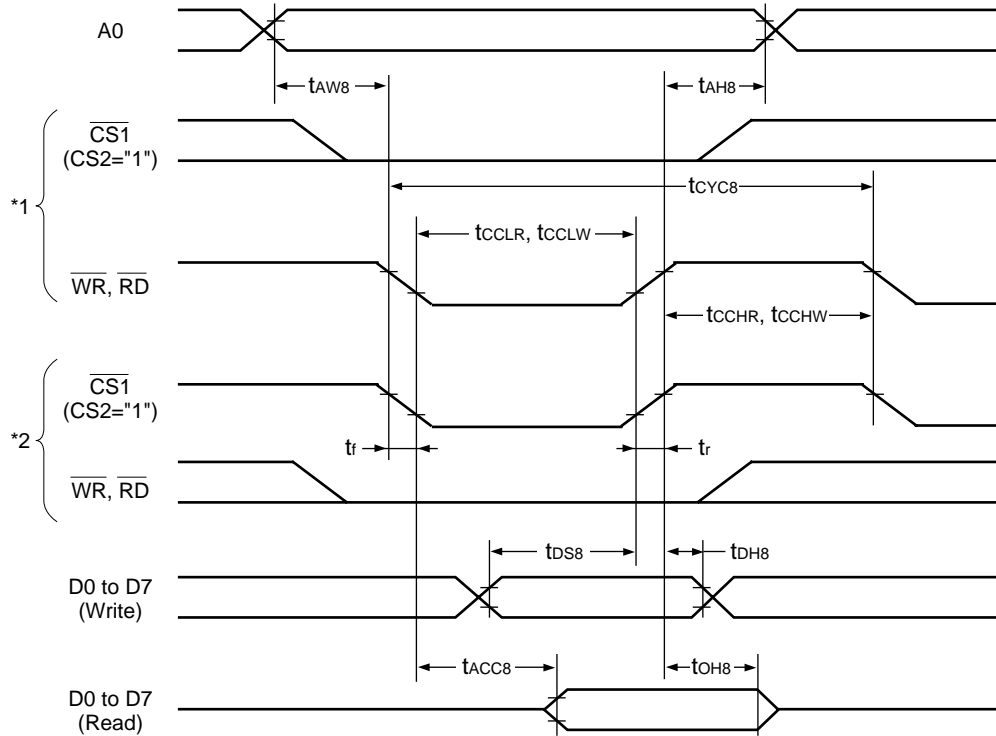 A0
tAW8
tAH8
CS1
(CS2="1")
*1
tCYC8
tCCLR, tCCLW
WR, RD
tCCHR, tCCHW
CS1
(CS2="1")
*2
tf
tr
WR, RD
tDS8
tDH8
D0 to D7
(Write)
tACC8
tOH8
D0 to D7
(Read)